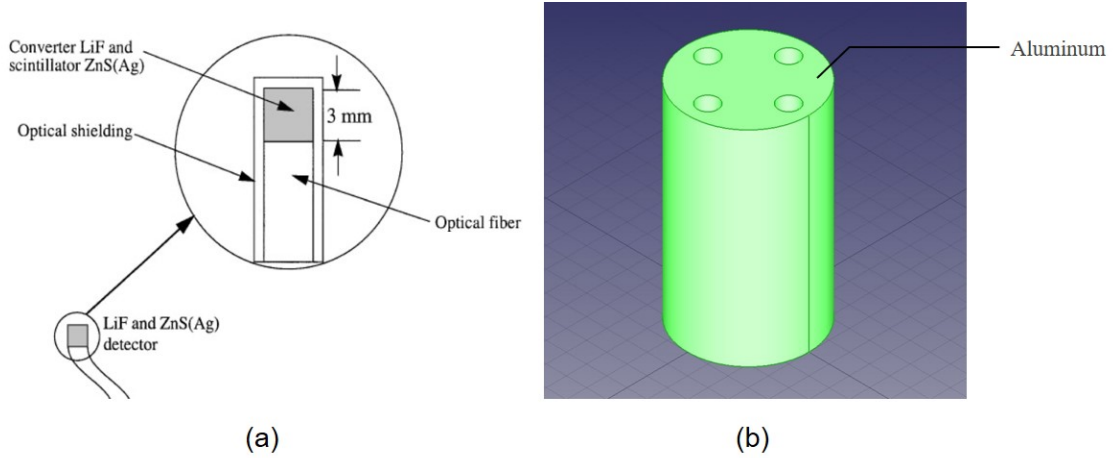 Converter LiF and
scintillator ZnS(Ag)
Optical shielding
3 mm
Optical fiber
LiF and ZnS(Ag)
detector
Aluminum
(a)
(b)